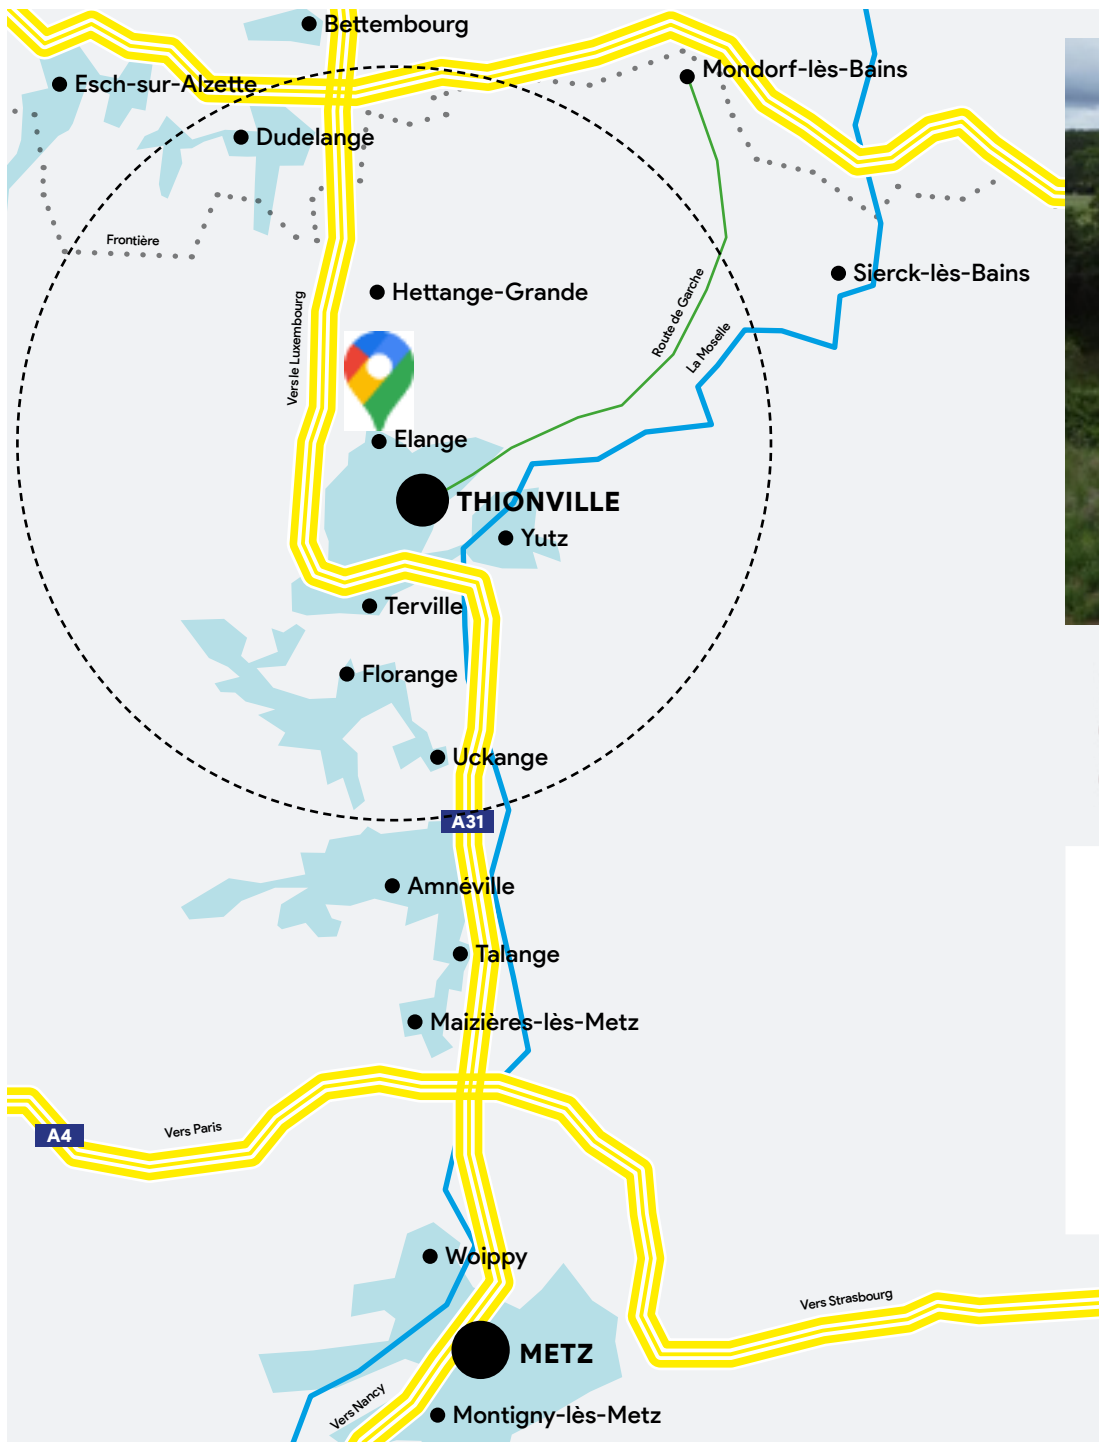 Bettembourg
Mondorf-lès-Bains
Esch-sur-Alzette
Dudelange
Frontière
Sierck-lès-Bains
Hettange-Grande
Route de Garche
Vers le Luxembourg
La Moselle
Elange
THIONVILLE
Yutz
Terville
Florange
Uckange
A31
Amnéville
Talange
Maizières-lès-Metz
A4
Vers Paris
Woippy
Vers Strasbourg
METZ
Vers Nancy
Montigny-lès-Metz